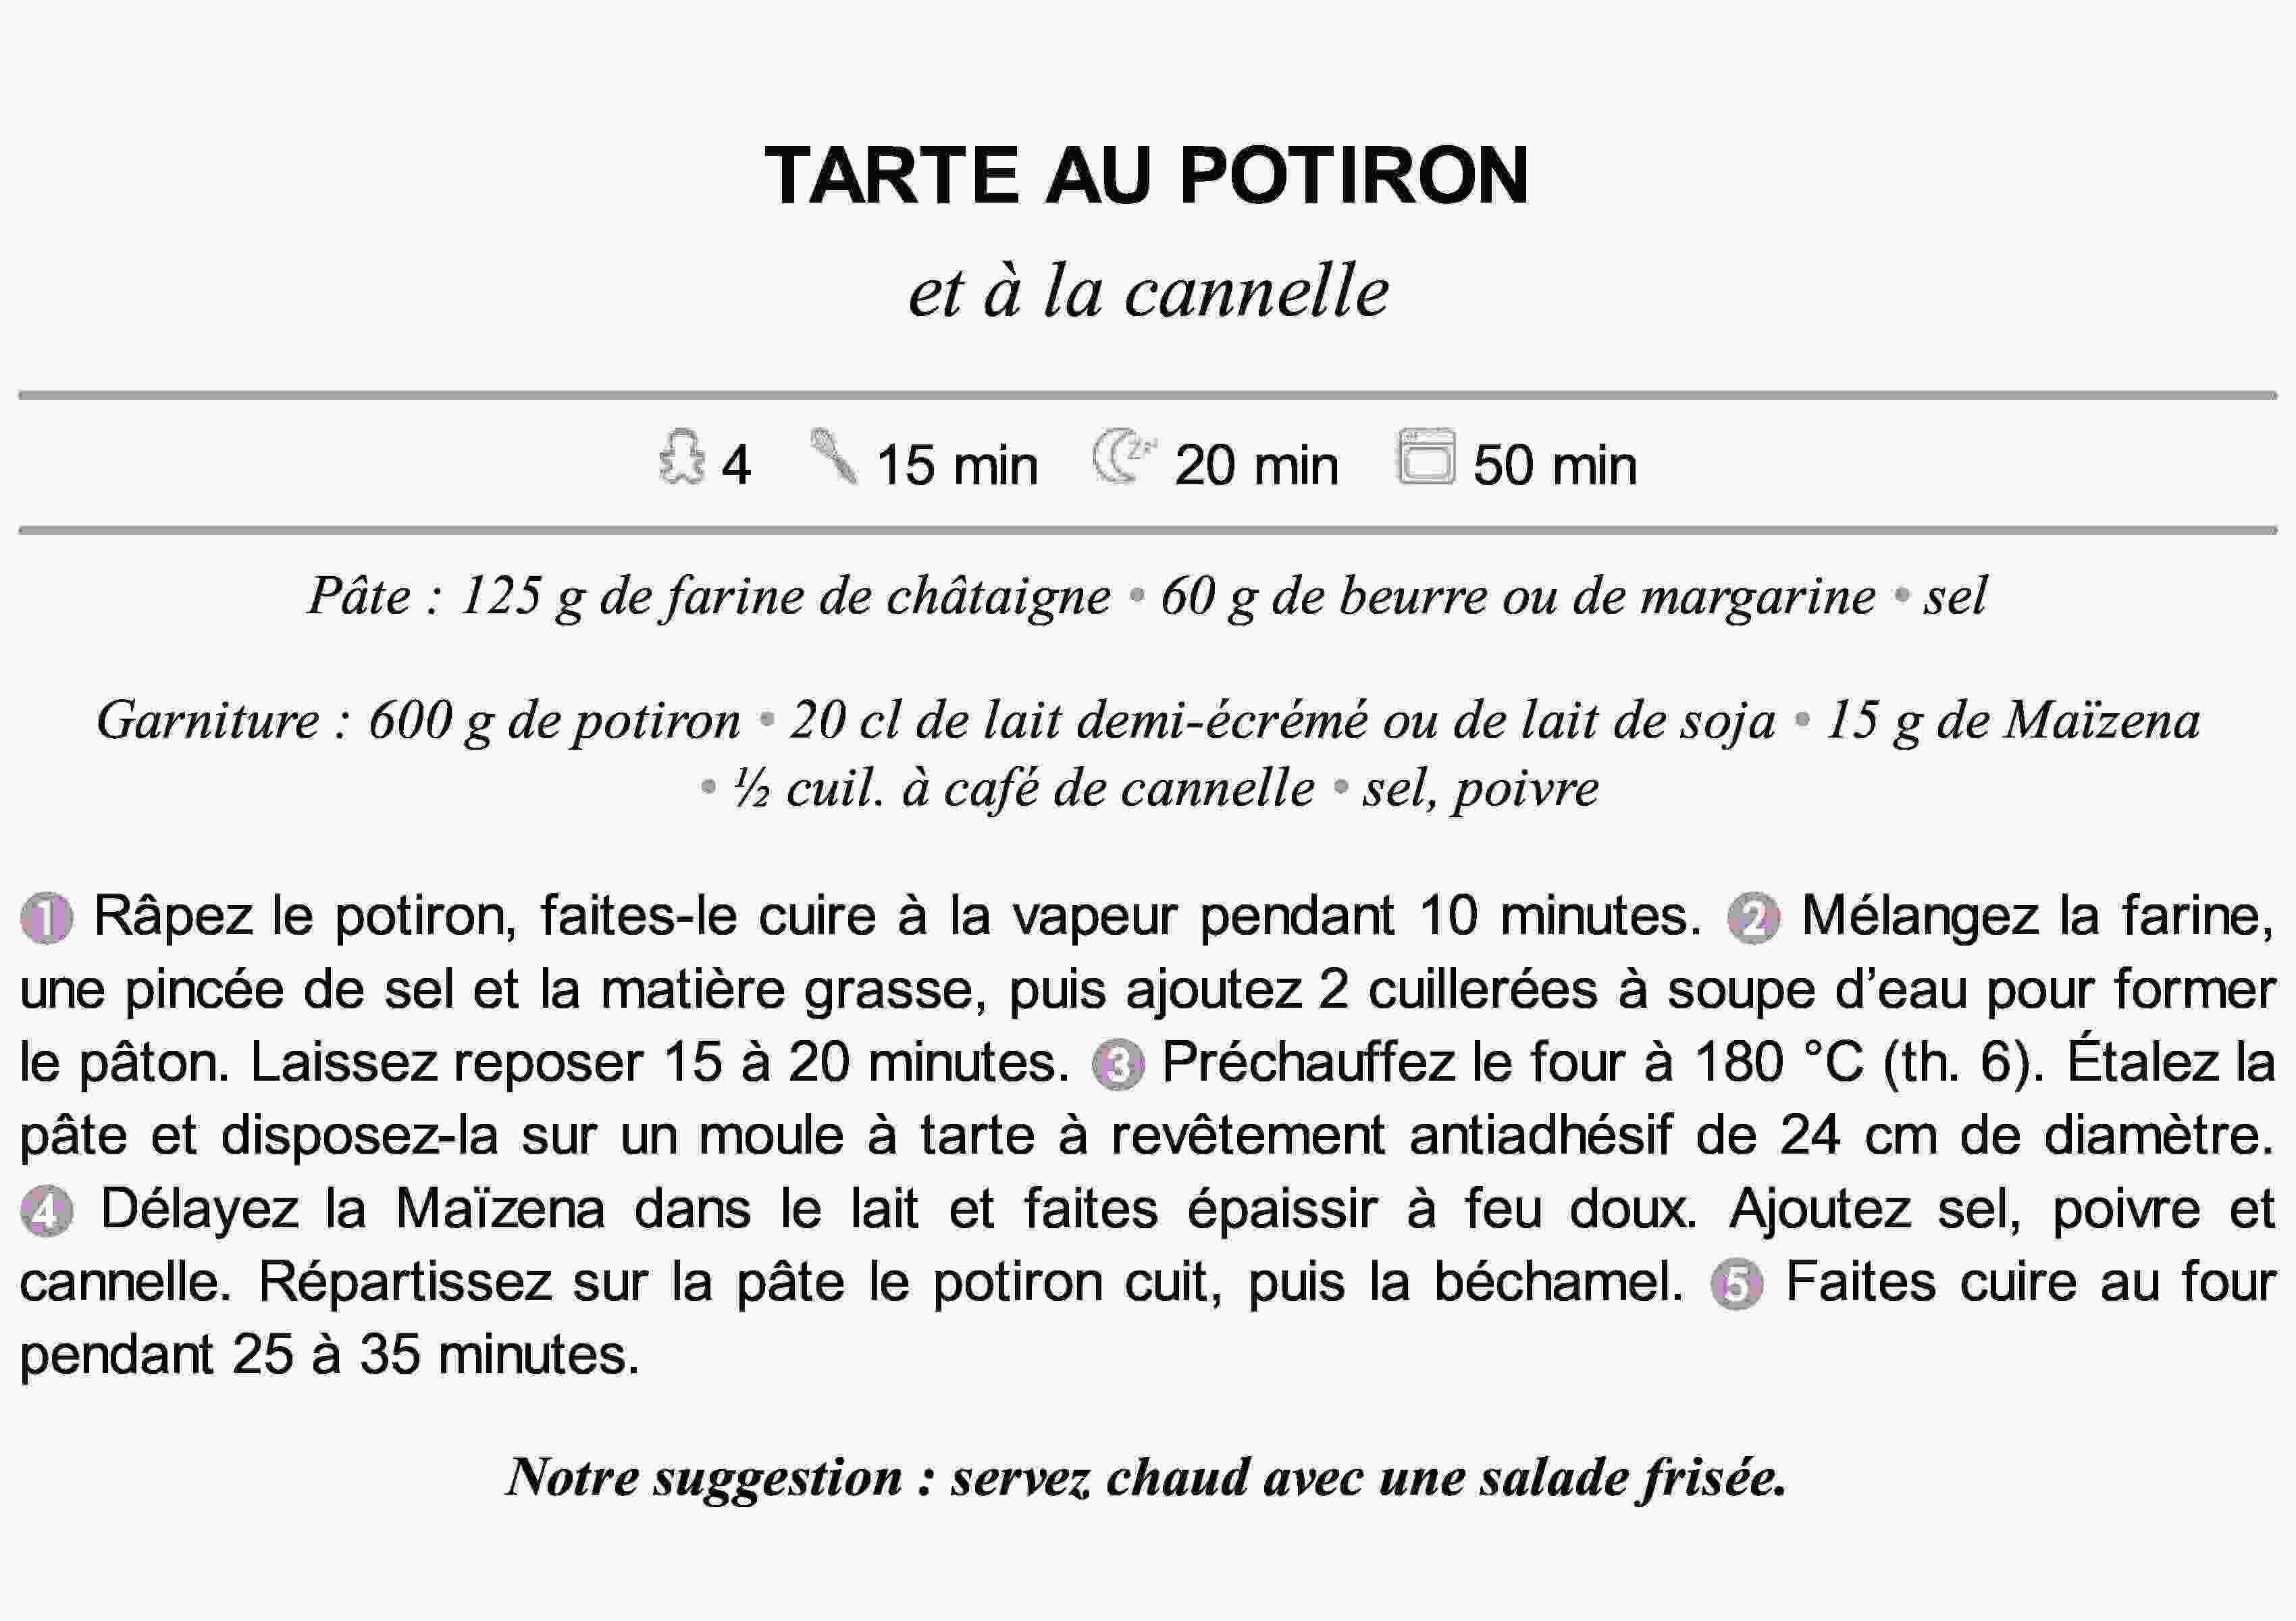 TARTE AU POTIRON
et à la cannelle
4 15 min 20 min 50 min
Pâte : 125 g de farine de châtaigne • 60 g de beurre ou de margarine • sel
Garniture : 600 g de potiron • 20 cl de lait demi-écrémé ou de lait de soja • 15 g de Maïzena
• ½ cuil. à café de cannelle • sel, poivre
1 Râpez le potiron, faites-le cuire à la vapeur pendant 10 minutes. 2 Mélangez la farine,
une pincée de sel et la matière grasse, puis ajoutez 2 cuillerées à soupe d’eau pour former
le pâton. Laissez reposer 15 à 20 minutes. 3 Préchauffez le four à 180 °C (th. 6). Étalez la
pâte et disposez-la sur un moule à tarte à revêtement antiadhésif de 24 cm de diamètre.
4 Délayez la Maïzena dans le lait et faites épaissir à feu doux. Ajoutez sel, poivre et
cannelle. Répartissez sur la pâte le potiron cuit, puis la béchamel. 5 Faites cuire au four
pendant 25 à 35 minutes.
Notre suggestion : servez chaud avec une salade frisée.